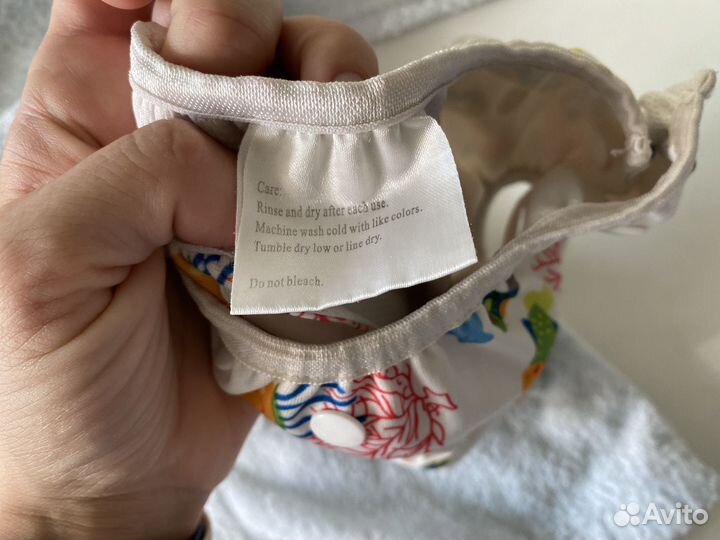 Care:
Rinse and dry after each use.
Machine wash cold with like colors.
Tumble dry low or line dry.
Do not bleach.
Avito